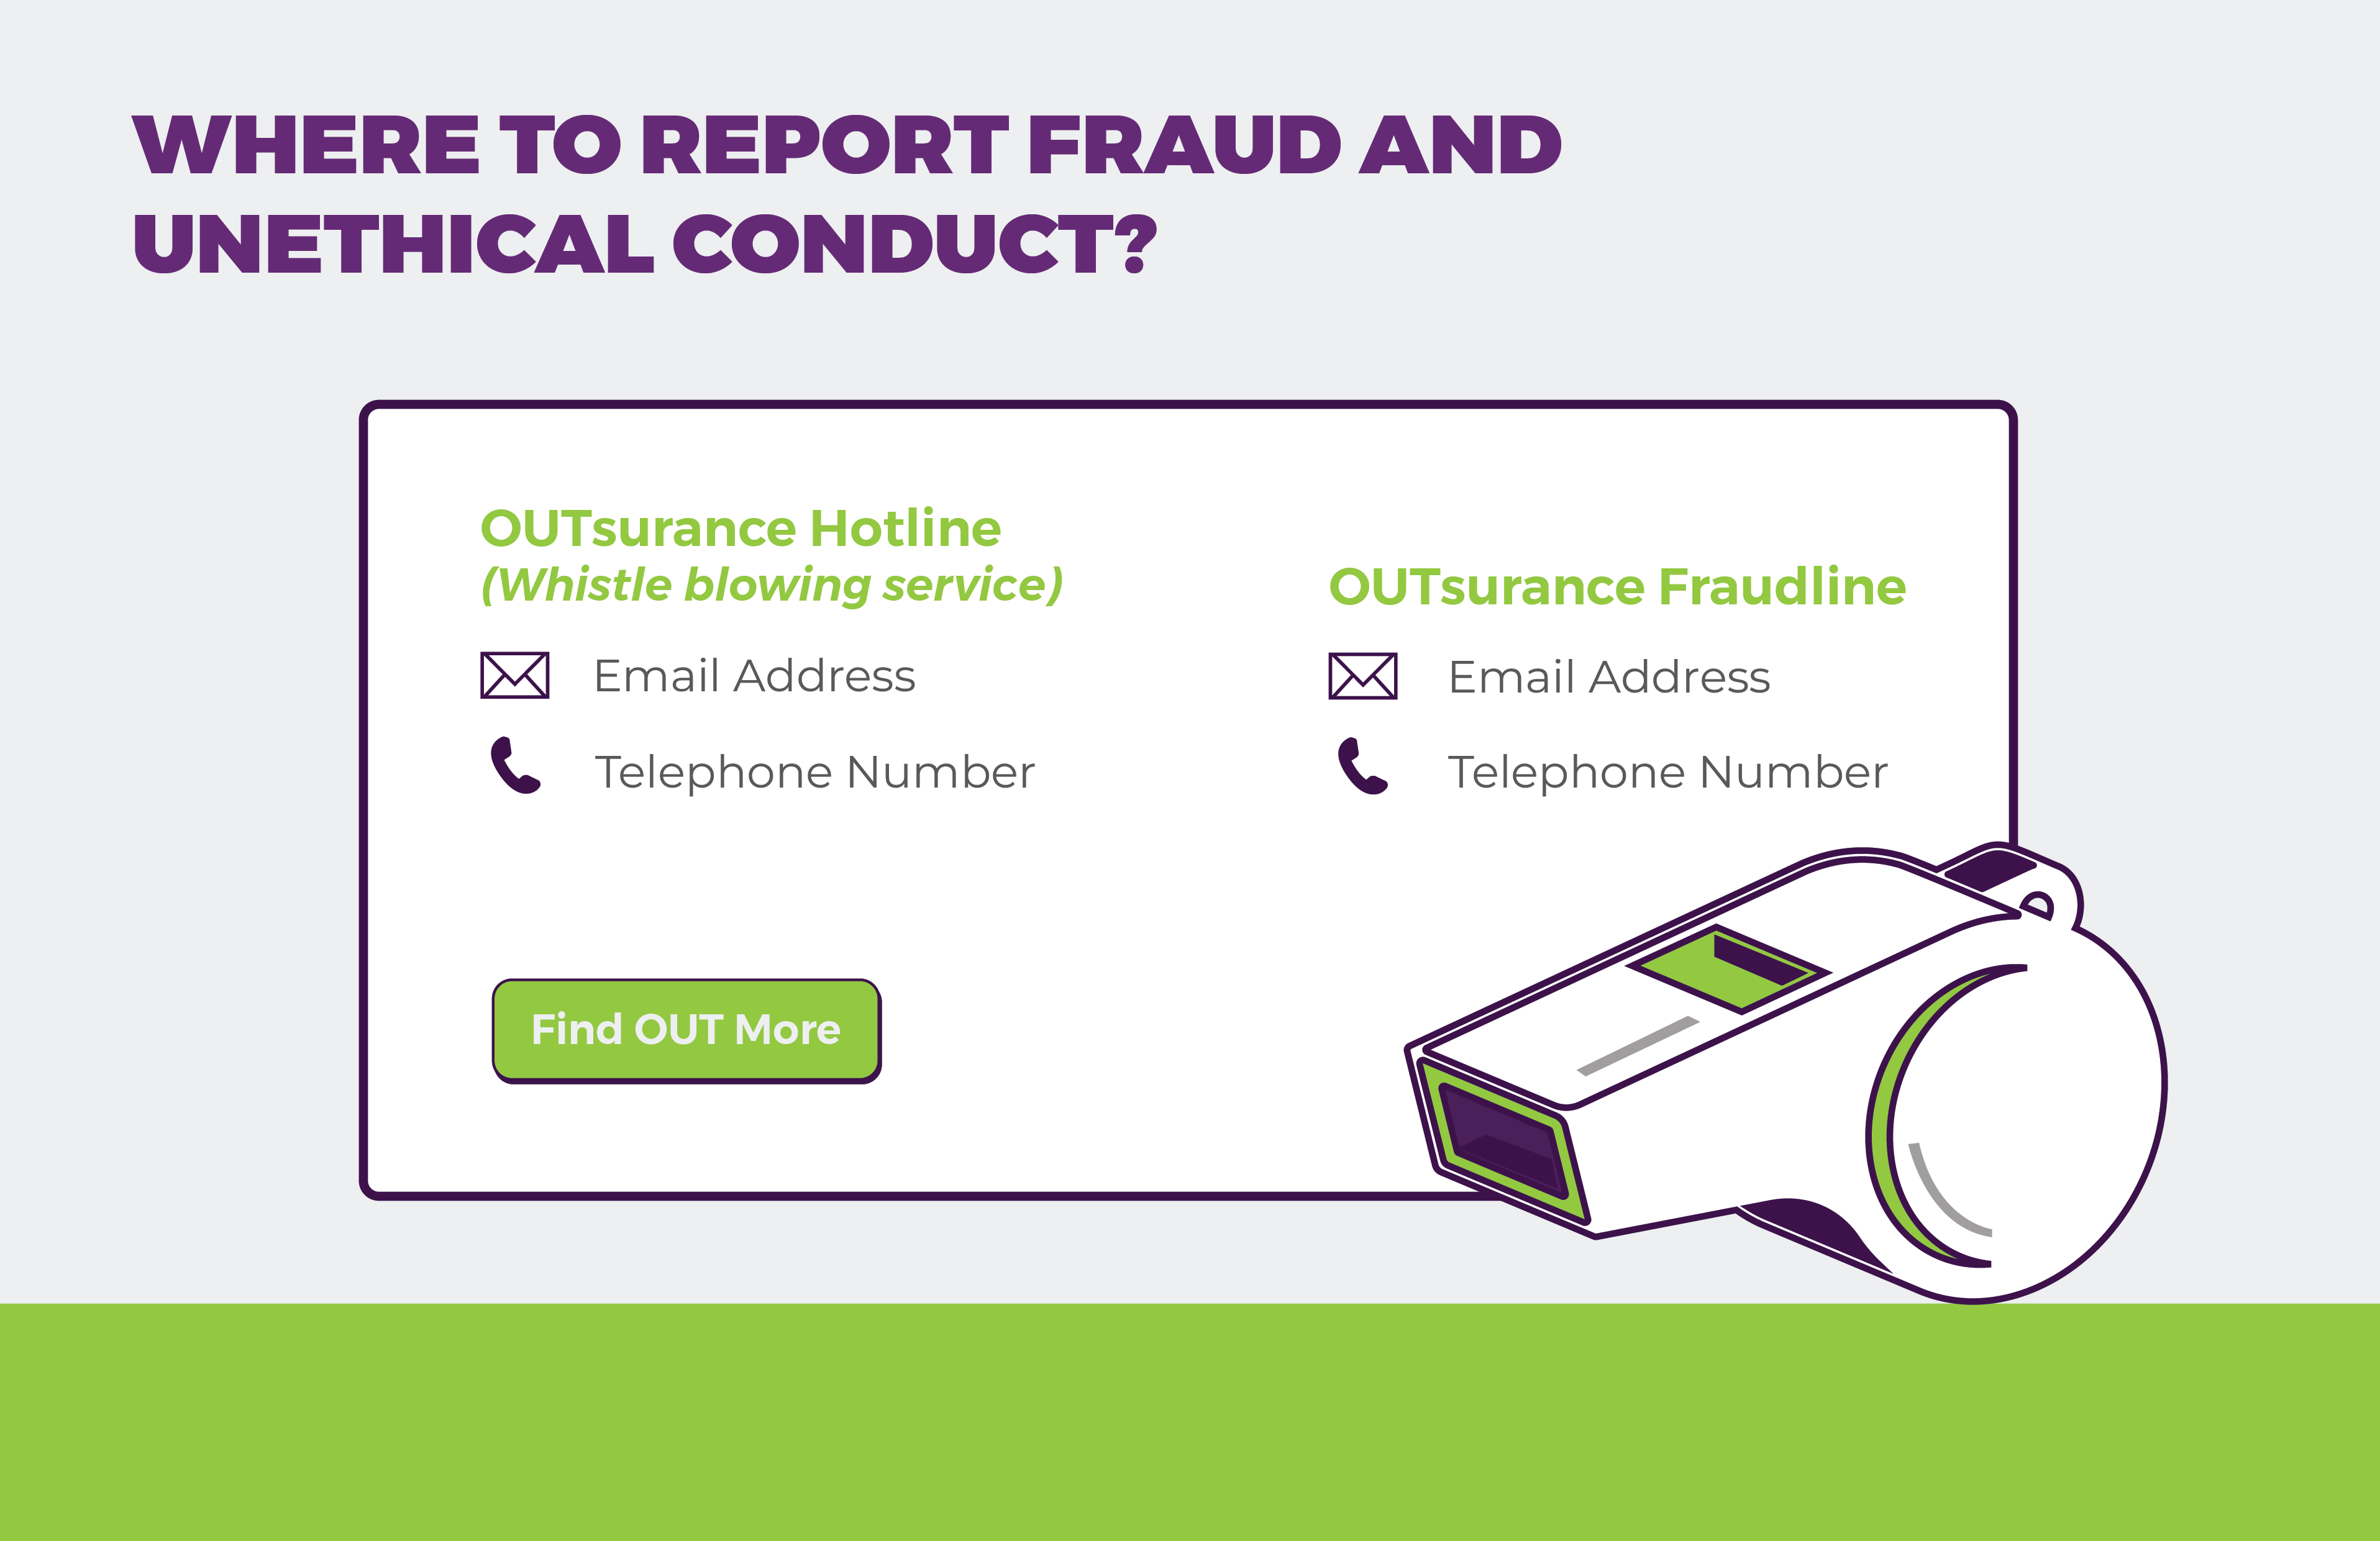 WHERE TO REPORT FRAUD AND
UNETHICAL CONDUCT?
OUTsurance Hotline
(Whistle blowing service)
Email Address
Telephone Number
OUTsurance Fraudline
Email Address
Telephone Number
Find OUT More